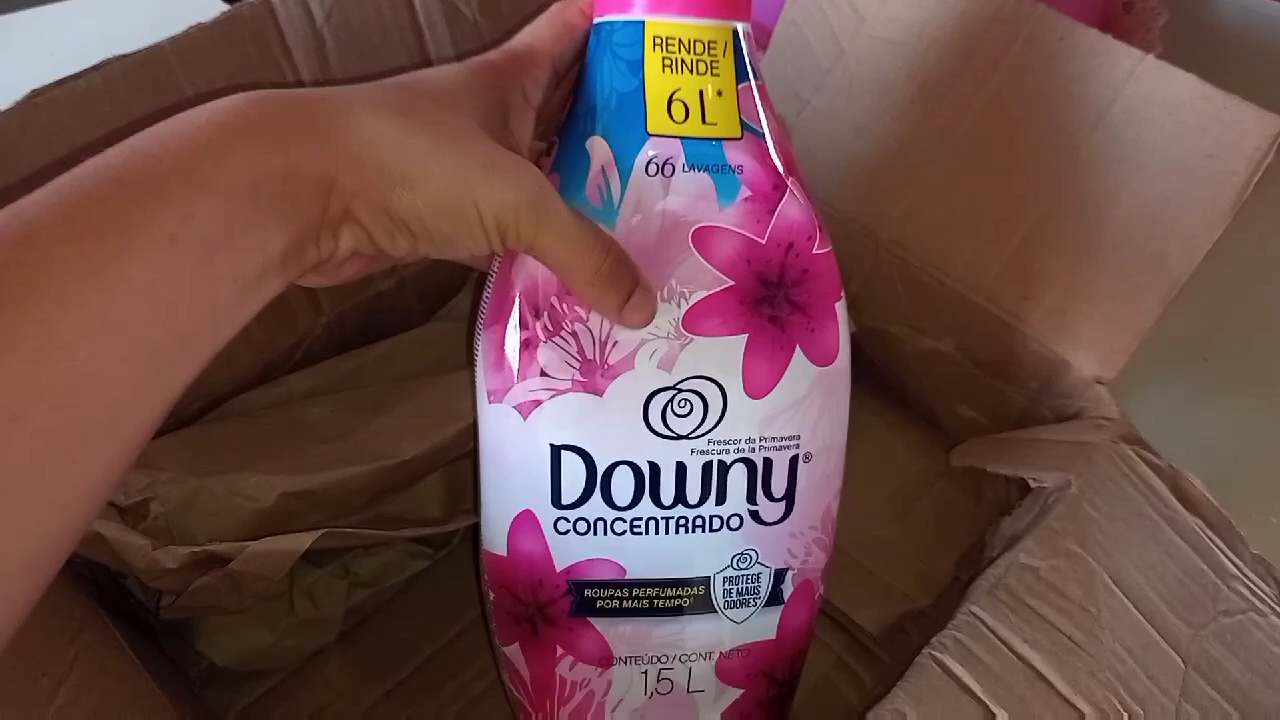 RENDE /
RINDE
6 L*
66 LAVAGENS
Frescor da Primavera
Frescura de la Primavera
Downy®
CONCENTRADO
ROUPAS PERFUMADAS
POR MAIS TEMPO
PROTEGE
DE MAUS
ODORES*
CONTEÚDO / CONT. NETO
1,5 L